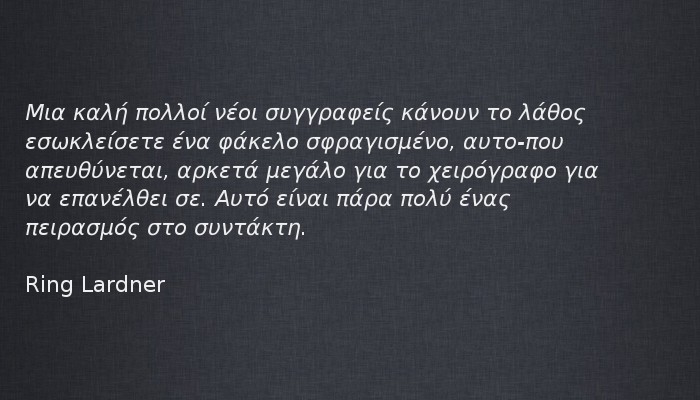 Μια καλή πολλοί νέοι συγγραφείς κάνουν το λάθος
εσωκλείσετε ένα φάκελο σφραγισμένο, αυτο-που
απευθύνεται, αρκετά μεγάλο για το χειρόγραφο για
να επανέλθει σε. Αυτό είναι πάρα πολύ ένας
πειρασμός στο συντάκτη.
Ring Lardner